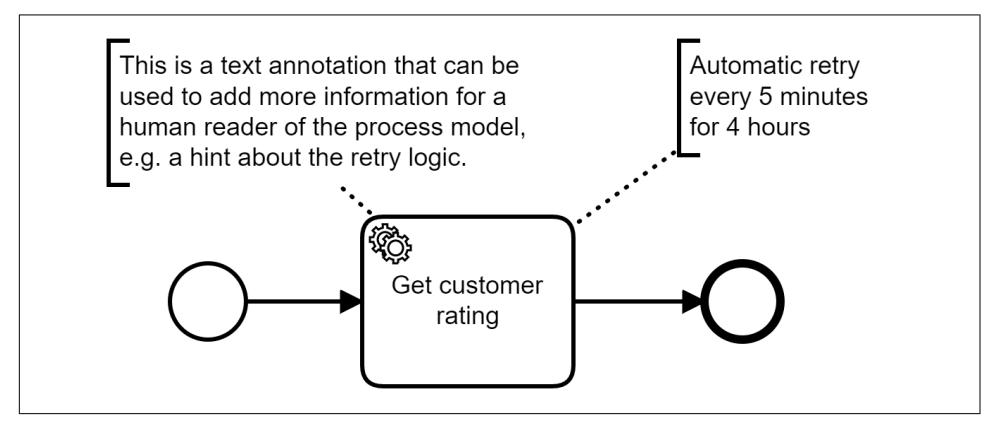 This is a text annotation that can be
used to add more information for a
human reader of the process model,
e.g. a hint about the retry logic.
Automatic retry
every 5 minutes
for 4 hours
Get customer
rating